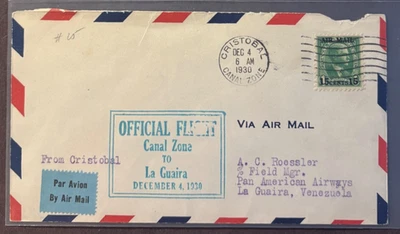 # 15
CRISTOBAL
DEC 4
6 AM
1930
CANAL ZONE
AIR MAIL
15 CENTS 15
OFFICIAL FLIGHT
Canal Zone
TO
La Guaira
DECEMBER 4, 1930
VIA AIR MAIL
From Cristobal
Par Avion
By Air Mail
A. C. Roessler
% Field Mgr.
Pan American Airways
La Guaira, Venezuela